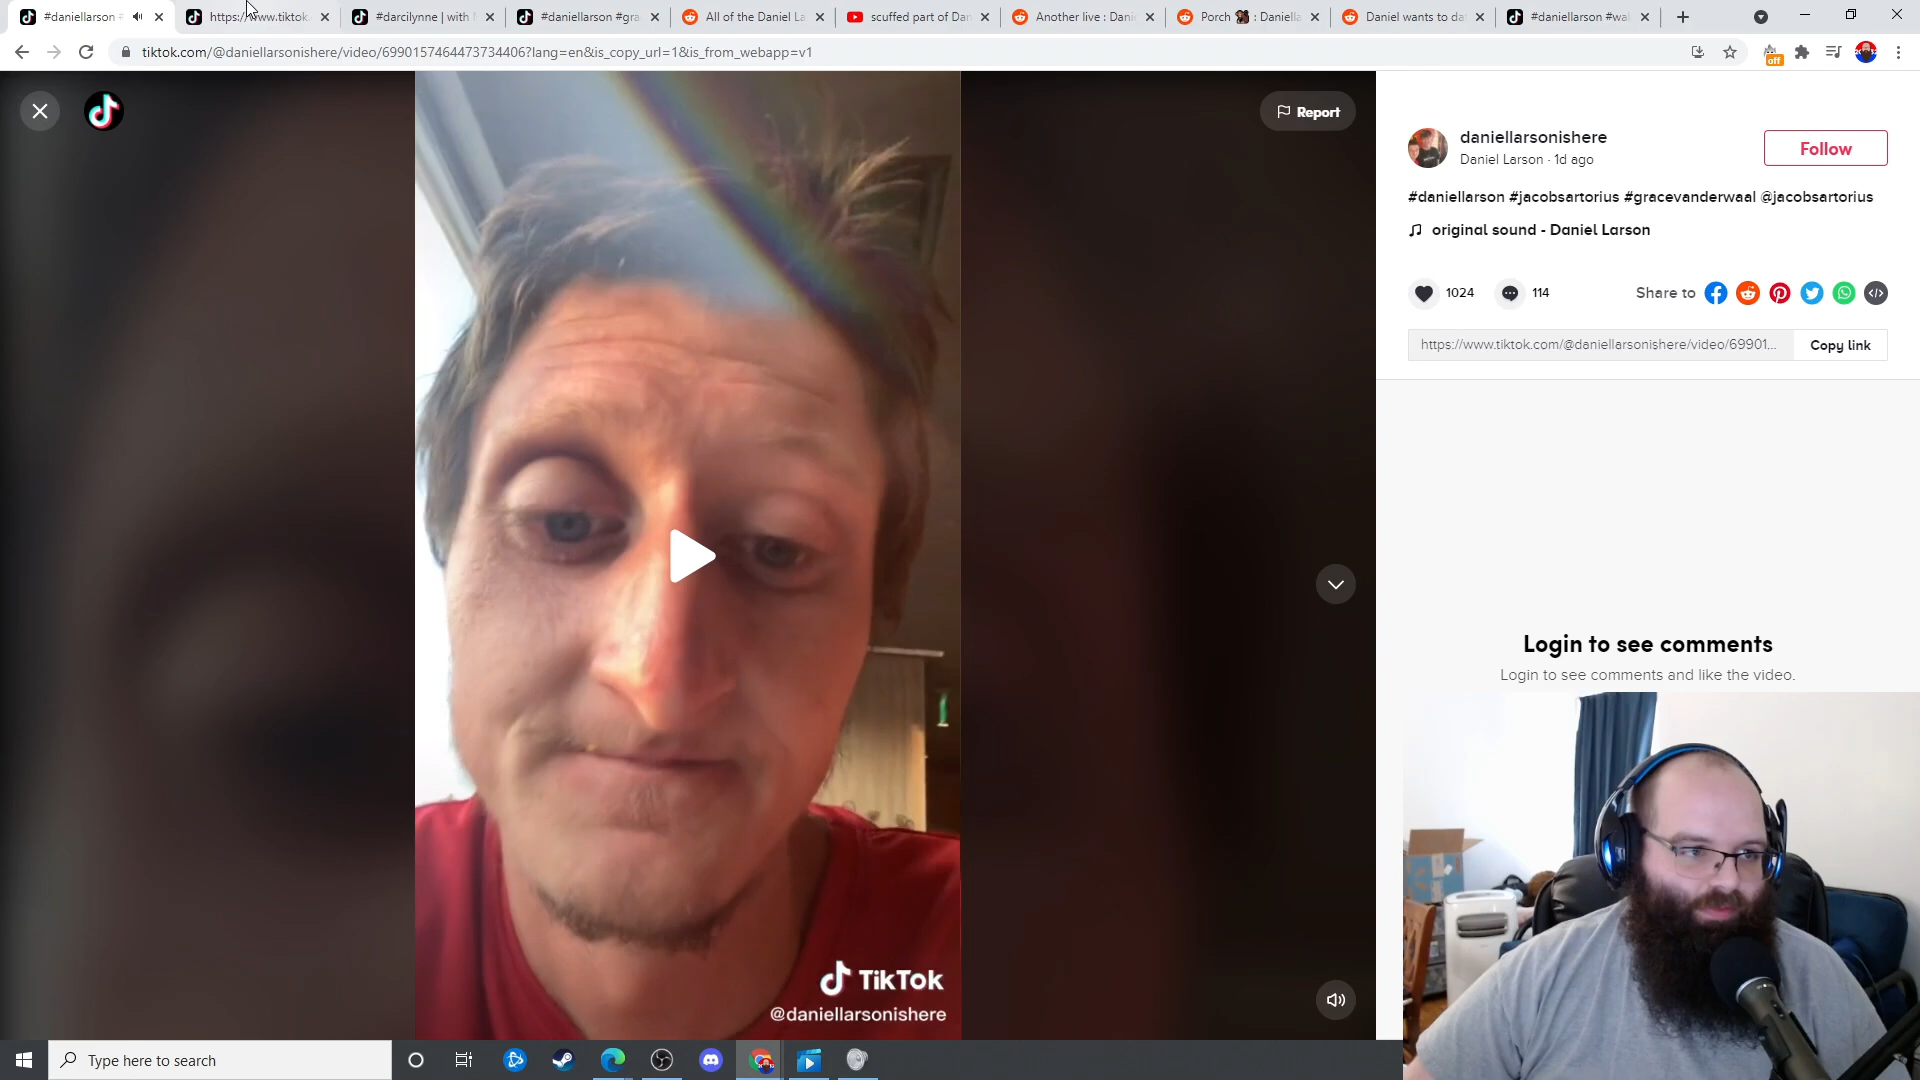 #daniellarson #
https://www.tiktok.
#darcilynne | with
#daniellarson #gra
All of the Daniel La
scuffed part of Dan
Another live : Danie
Porch : Daniella
Daniel wants to da
#daniellarson #wal
tiktok.com/@daniellarsonishere/video/6990157464473734406?lang=en&is_copy_url=1&is_from_webapp=v1
off
Report
daniellarsonishere
Daniel Larson · 1d ago
Follow
#daniellarson #jacobsartorius #gracevanderwaal @jacobsartorius
original sound - Daniel Larson
1024
114
Share to
https://www.tiktok.com/@daniellarsonishere/video/69901...
Copy link
Login to see comments
Login to see comments and like the video.
TikTok
@daniellarsonishere
Type here to search